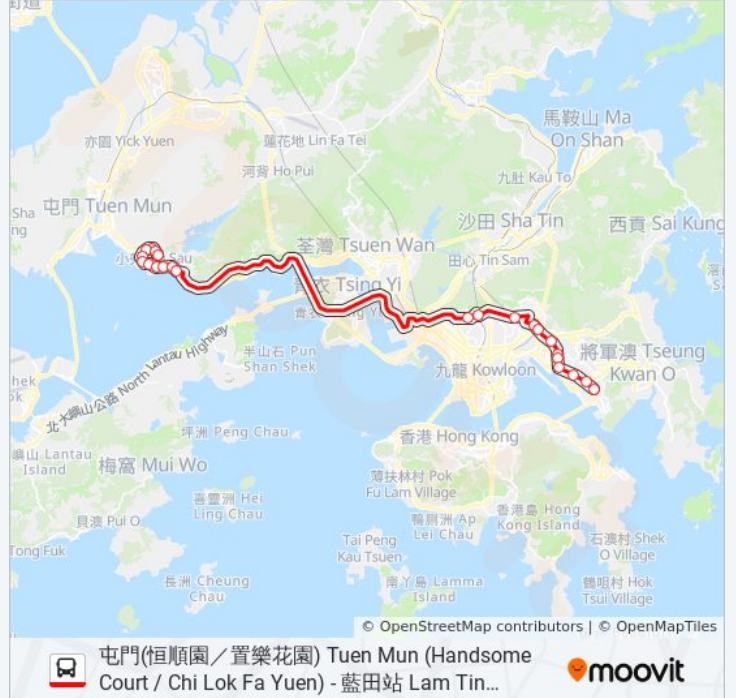 亦園 Yick Yuen
蓮花地 Lin Fa Tei
馬鞍山 Ma
On Shan
河背 Ho Pui
九肚 Kau To
屯門 Tuen Mun
沙田 Sha Tin
西貢 Sai Kung
Sha
ng
Sau
荃灣 Tsuen Wan
田心 Tin Sam
青衣 Tsing Yi
半山石 Pun
Shan Shek
將軍澳 Tseung
Kwan O
九龍 Kowloon
北大嶼山公路 North Lantau Highway
hek
ok
坪洲 Peng Chau
香港 Hong Kong
嶼山 Lantau
Island
梅窩 Mui Wo
薄扶林村 Pok
Fu Lam Village
喜靈洲 Hei
Ling Chau
香港島 Hong
Kong Island
鴨脷洲 Ap
Lei Chau
貝澳 Pui O
石澳村 Shek
O Village
Tong Fuk
Tai Peng
Kau Tsuen
長洲 Cheung
Chau
南丫島 Lamma
Island
鶴咀村 Hok
Tsui Village
© OpenStreetMap contributors | © OpenMapTiles
屯門(恒順園／置樂花園) Tuen Mun (Handsome
Court / Chi Lok Fa Yuen) - 藍田站 Lam Tin…
moovit